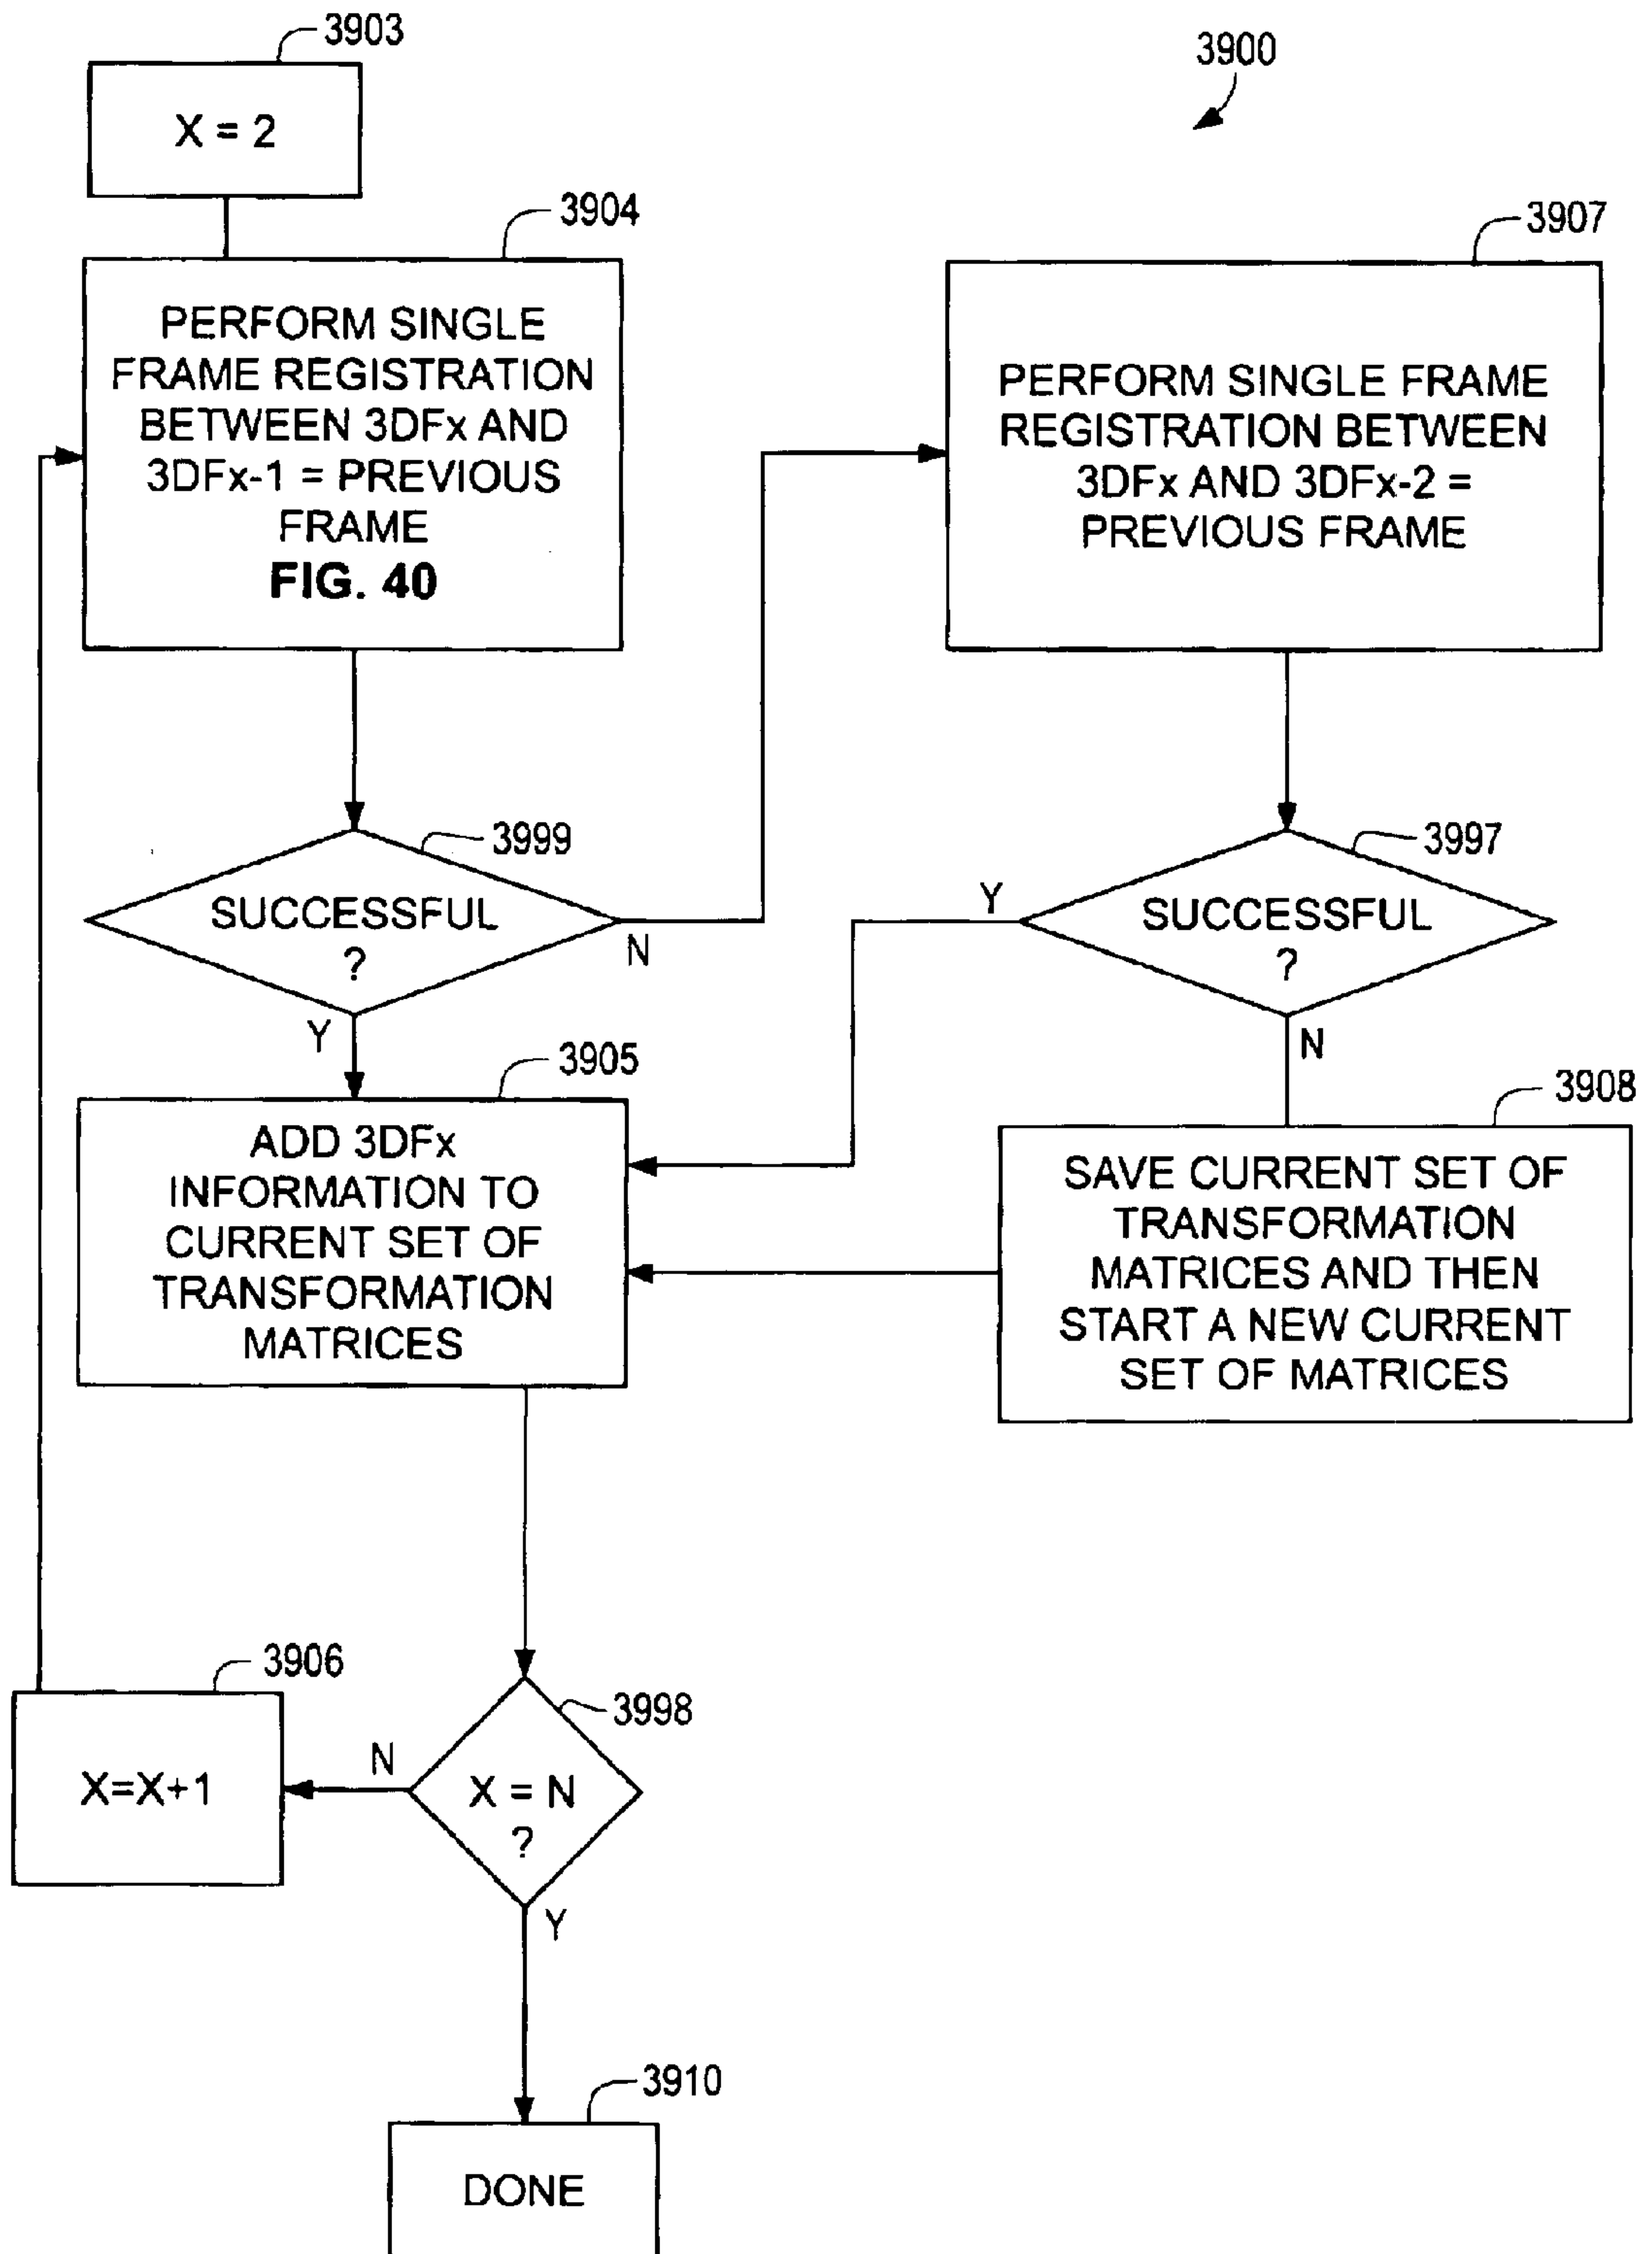 3903
3900
X = 2
3904
PERFORM SINGLE
FRAME REGISTRATION
BETWEEN 3DFx AND
3DFx-1 = PREVIOUS
FRAME
FIG. 40
3907
PERFORM SINGLE FRAME
REGISTRATION BETWEEN
3DFx AND 3DFx-2 =
PREVIOUS FRAME
3999
SUCCESSFUL
?
N
Y
3997
SUCCESSFUL
?
Y
N
3905
ADD 3DFx
INFORMATION TO
CURRENT SET OF
TRANSFORMATION
MATRICES
3908
SAVE CURRENT SET OF
TRANSFORMATION
MATRICES AND THEN
START A NEW CURRENT
SET OF MATRICES
3906
X=X+1
3998
N
X = N
?
Y
3910
DONE